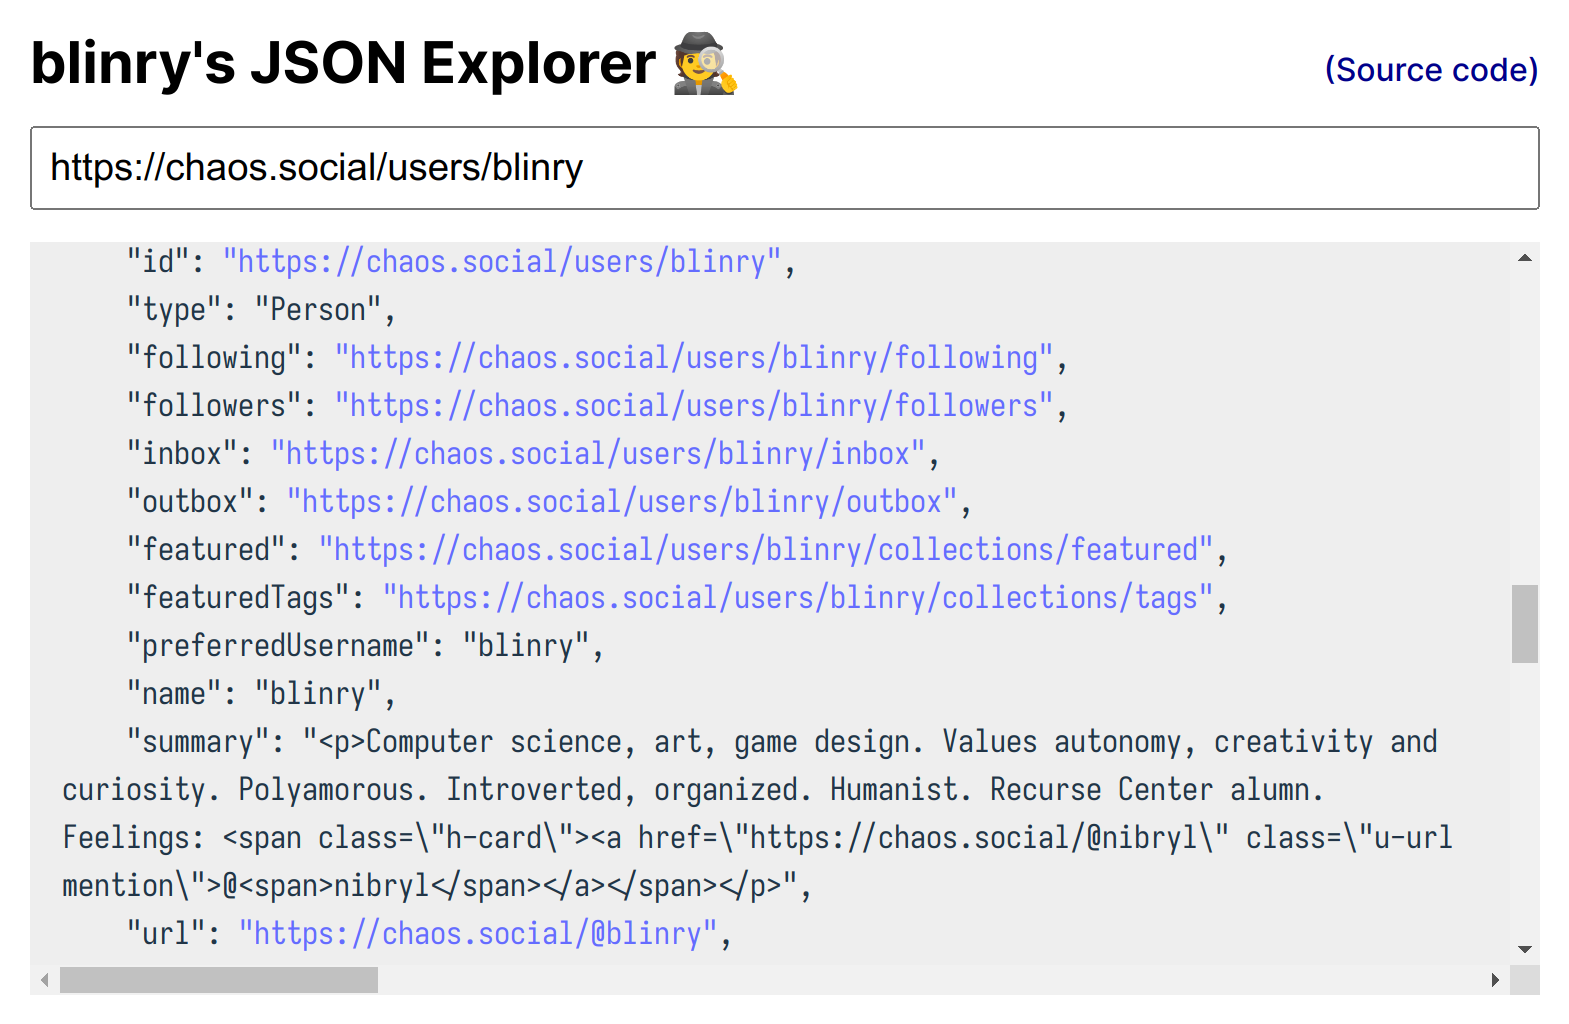 blinry's JSON Explorer
(Source code)
https://chaos.social/users/blinry
"id": "https://chaos.social/users/blinry",
"type": "Person",
"following": "https://chaos.social/users/blinry/following",
"followers": "https://chaos.social/users/blinry/followers",
"inbox": "https://chaos.social/users/blinry/inbox",
"outbox": "https://chaos.social/users/blinry/outbox",
"featured": "https://chaos.social/users/blinry/collections/featured",
"featuredTags": "https://chaos.social/users/blinry/collections/tags",
"preferredUsername": "blinry",
"name": "blinry",
"summary": "<p>Computer science, art, game design. Values autonomy, creativity and
curiosity. Polyamorous. Introverted, organized. Humanist. Recurse Center alumn.
Feelings: <span class=\"h-card\"><a href=\"https://chaos.social/@nibryl\" class=\"u-url
mention\">@<span>nibryl</span></a></span></p>",
"url": "https://chaos.social/@blinry",